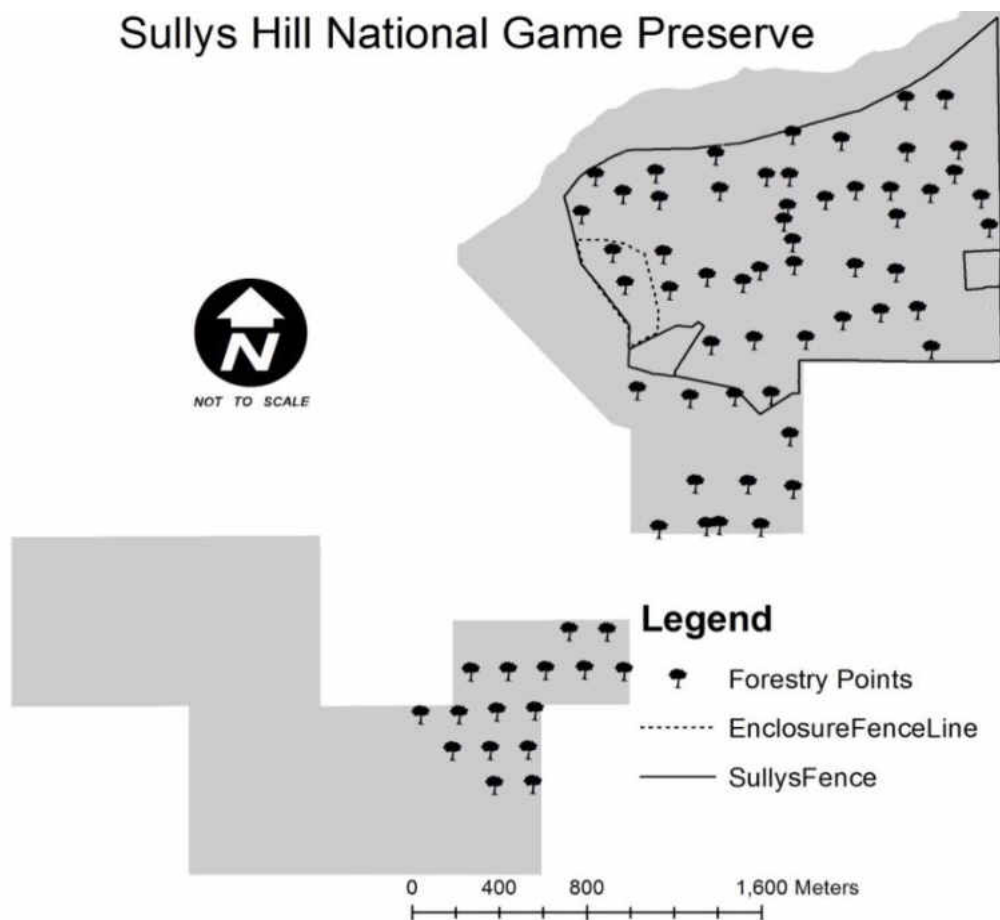 Sullys Hill National Game Preserve
N
NOT TO SCALE
Legend
Forestry Points
EnclosureFenceLine
SullysFence
0 400 800 1,600 Meters